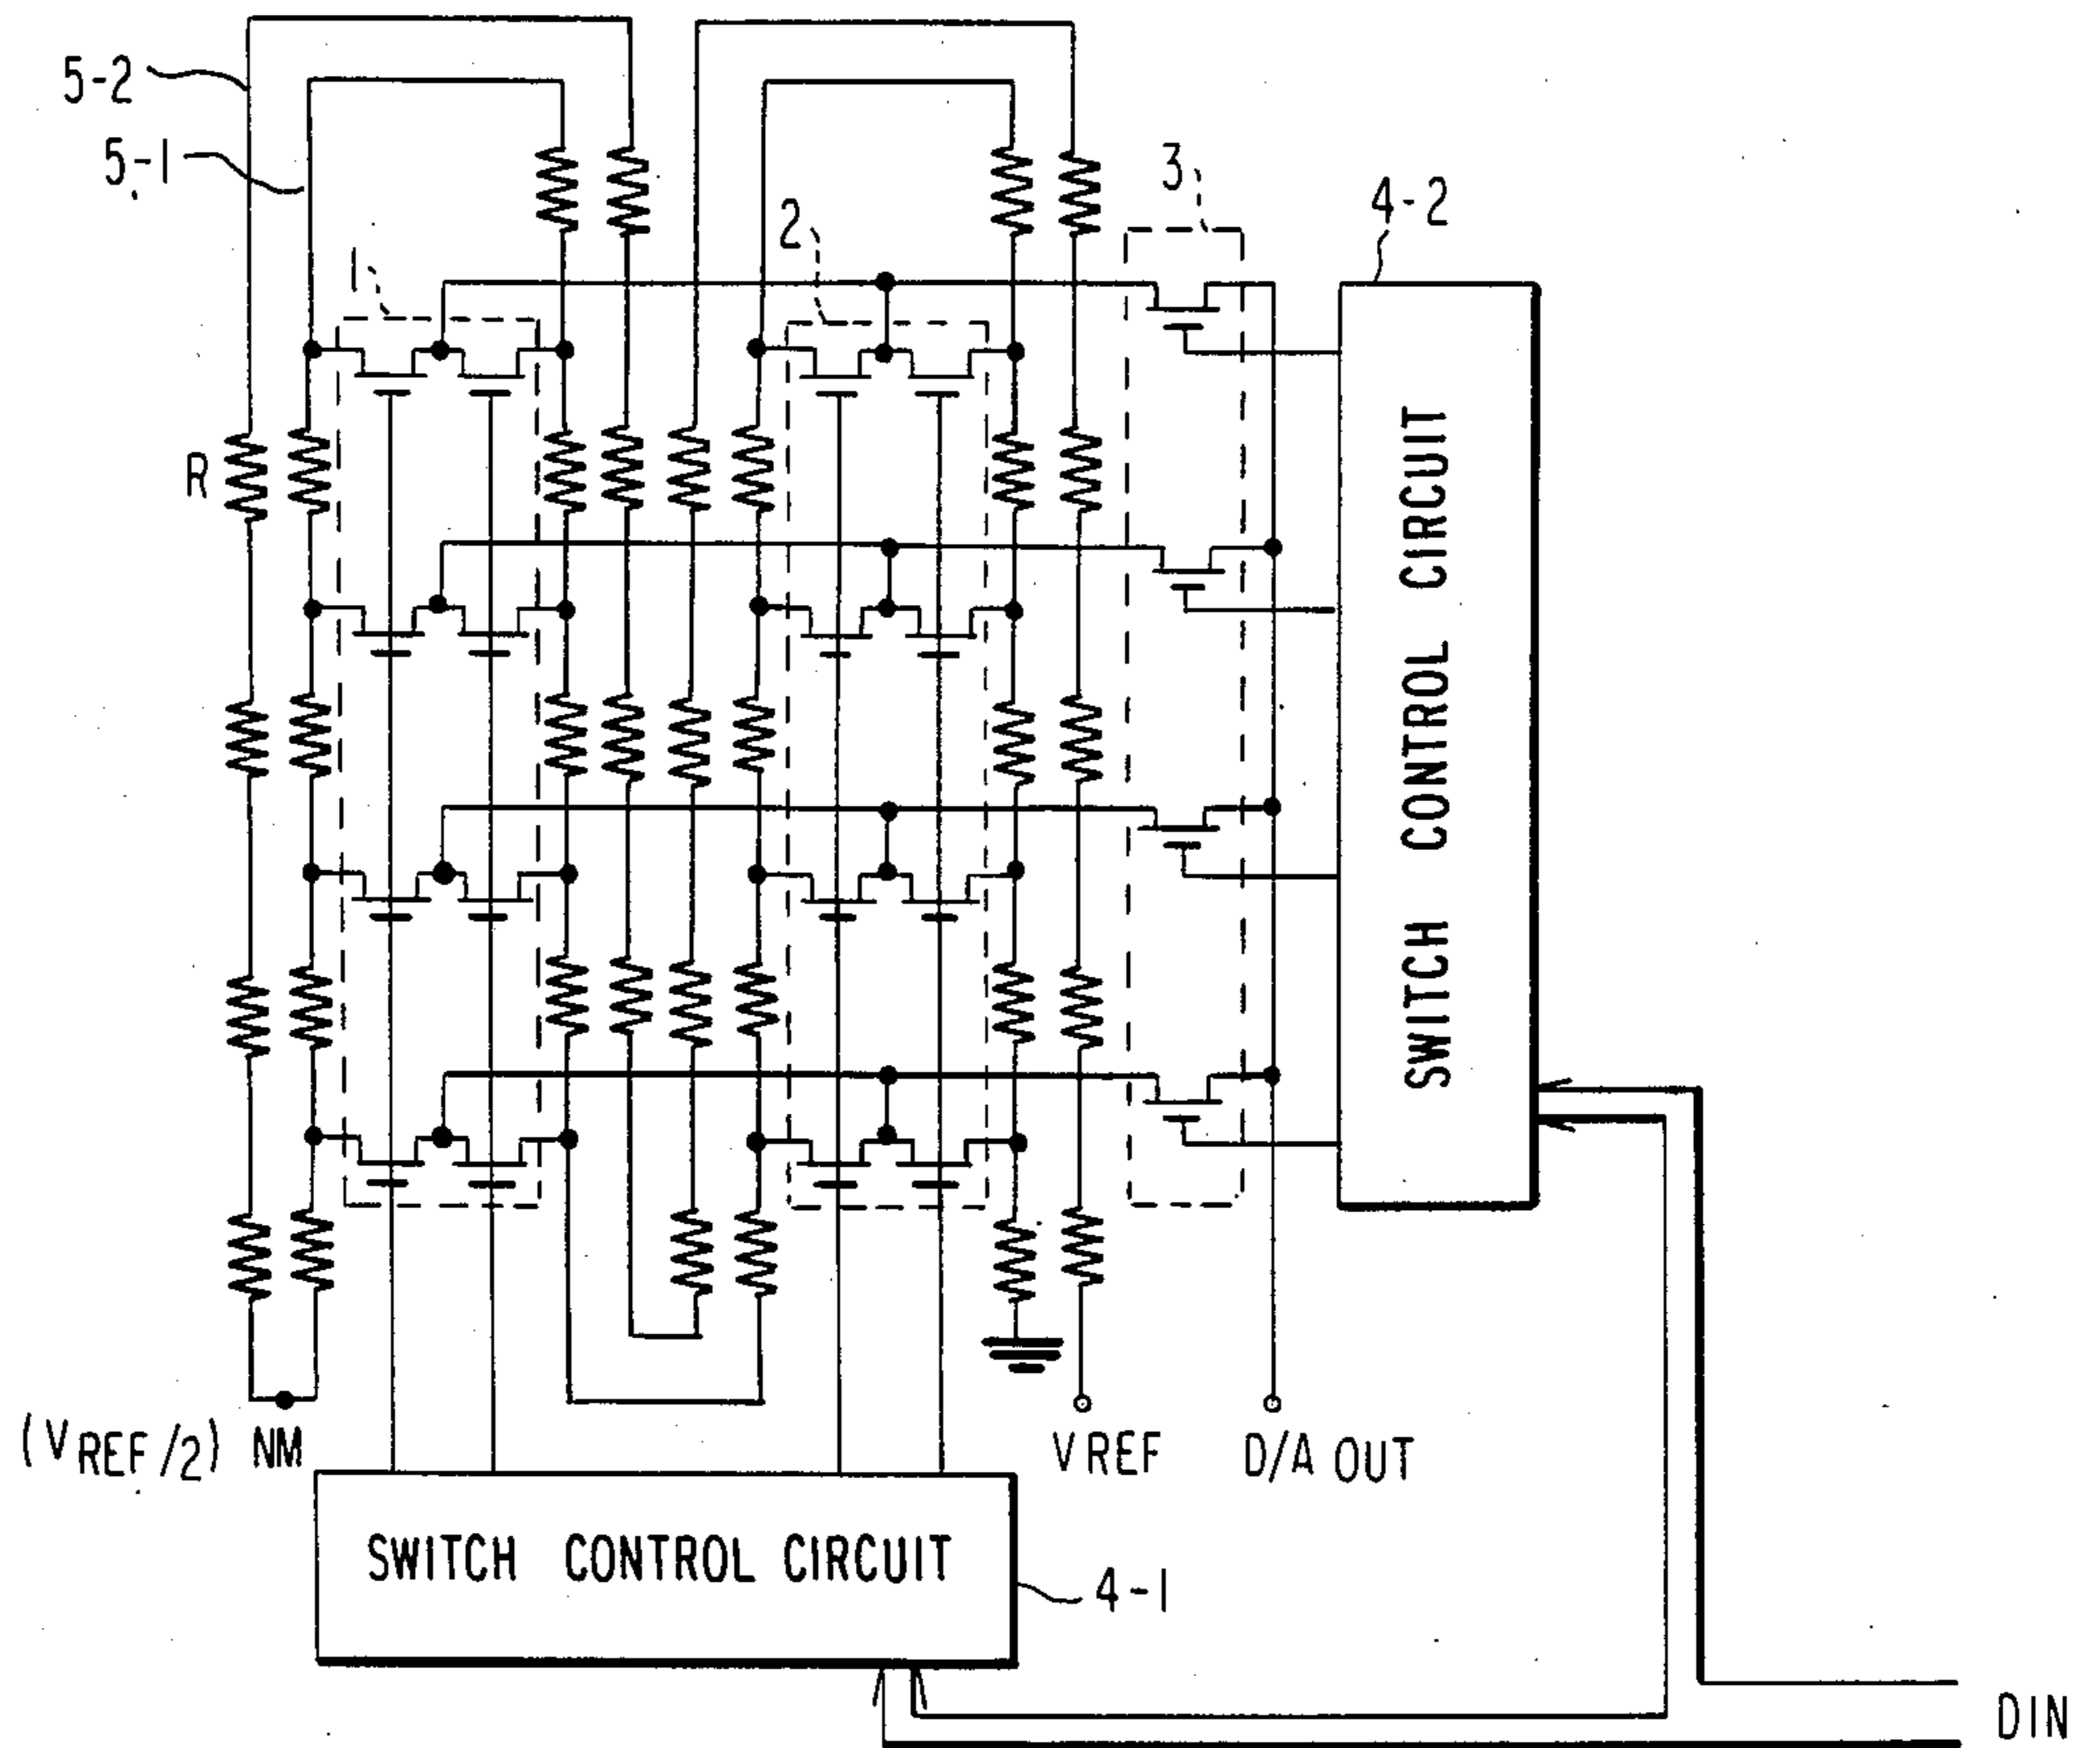 5-2
5-1
1
2
3
4-2
R
SWITCH CONTROL CIRCUIT
(VREF/2) NM
VREF
D/A OUT
SWITCH CONTROL CIRCUIT
4-1
DIN